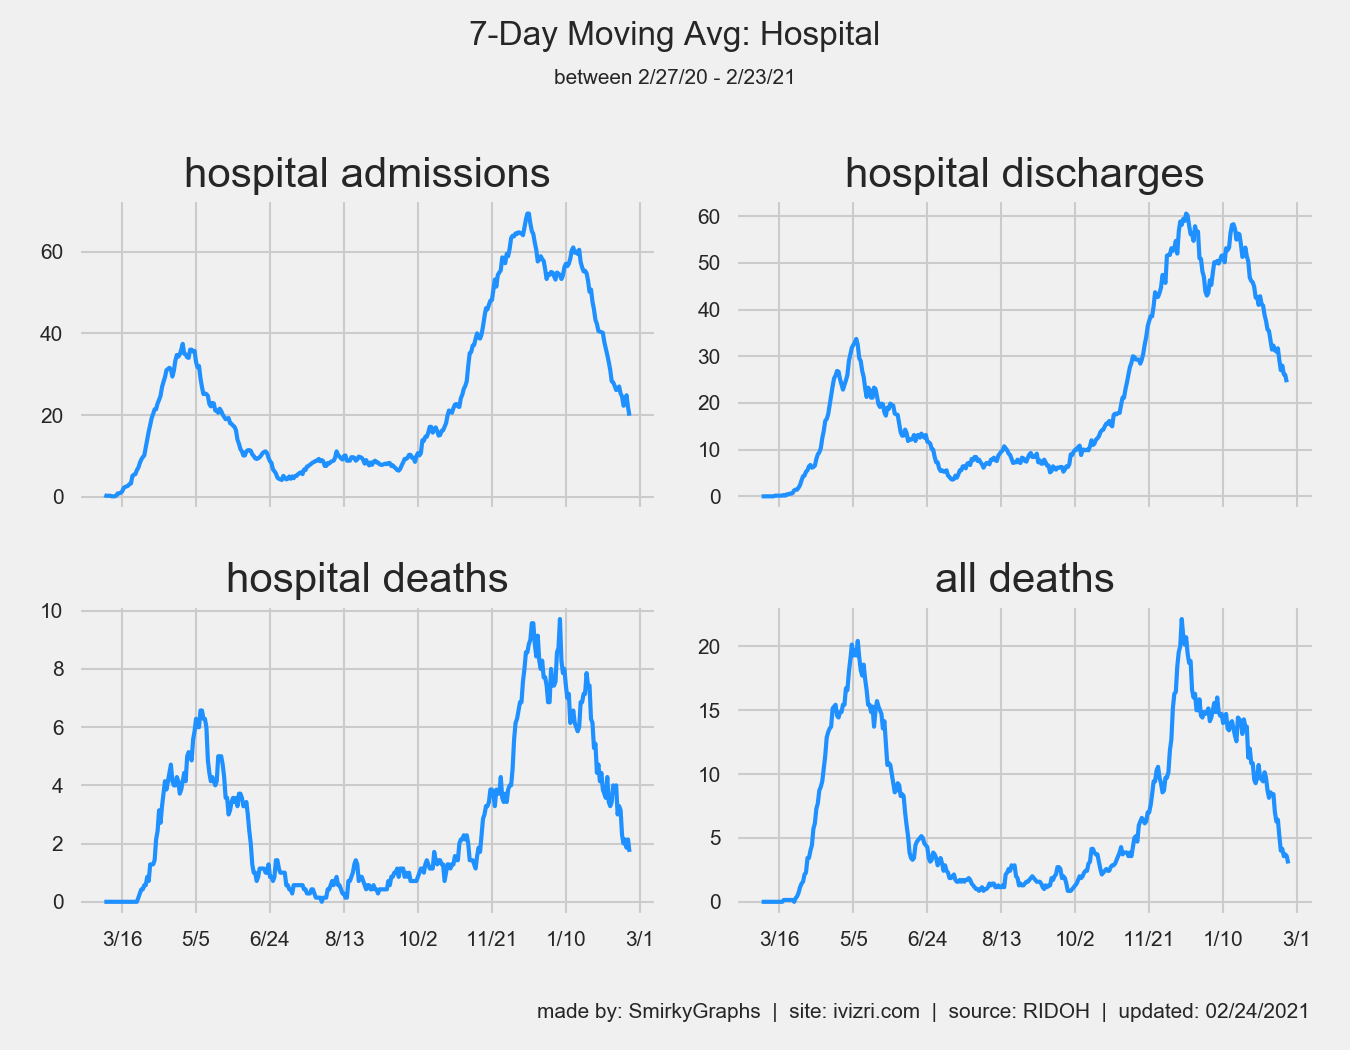 7-Day Moving Avg: Hospital
between 2/27/20 - 2/23/21
hospital admissions
60
40
20
0
hospital discharges
60
50
40
30
20
10
0
hospital deaths
10
8
6
4
2
0
3/16 5/5 6/24 8/13 10/2 11/21 1/10 3/1
all deaths
20
15
10
5
0
3/16 5/5 6/24 8/13 10/2 11/21 1/10 3/1
made by: SmirkyGraphs | site: ivizri.com | source: RIDOH | updated: 02/24/2021